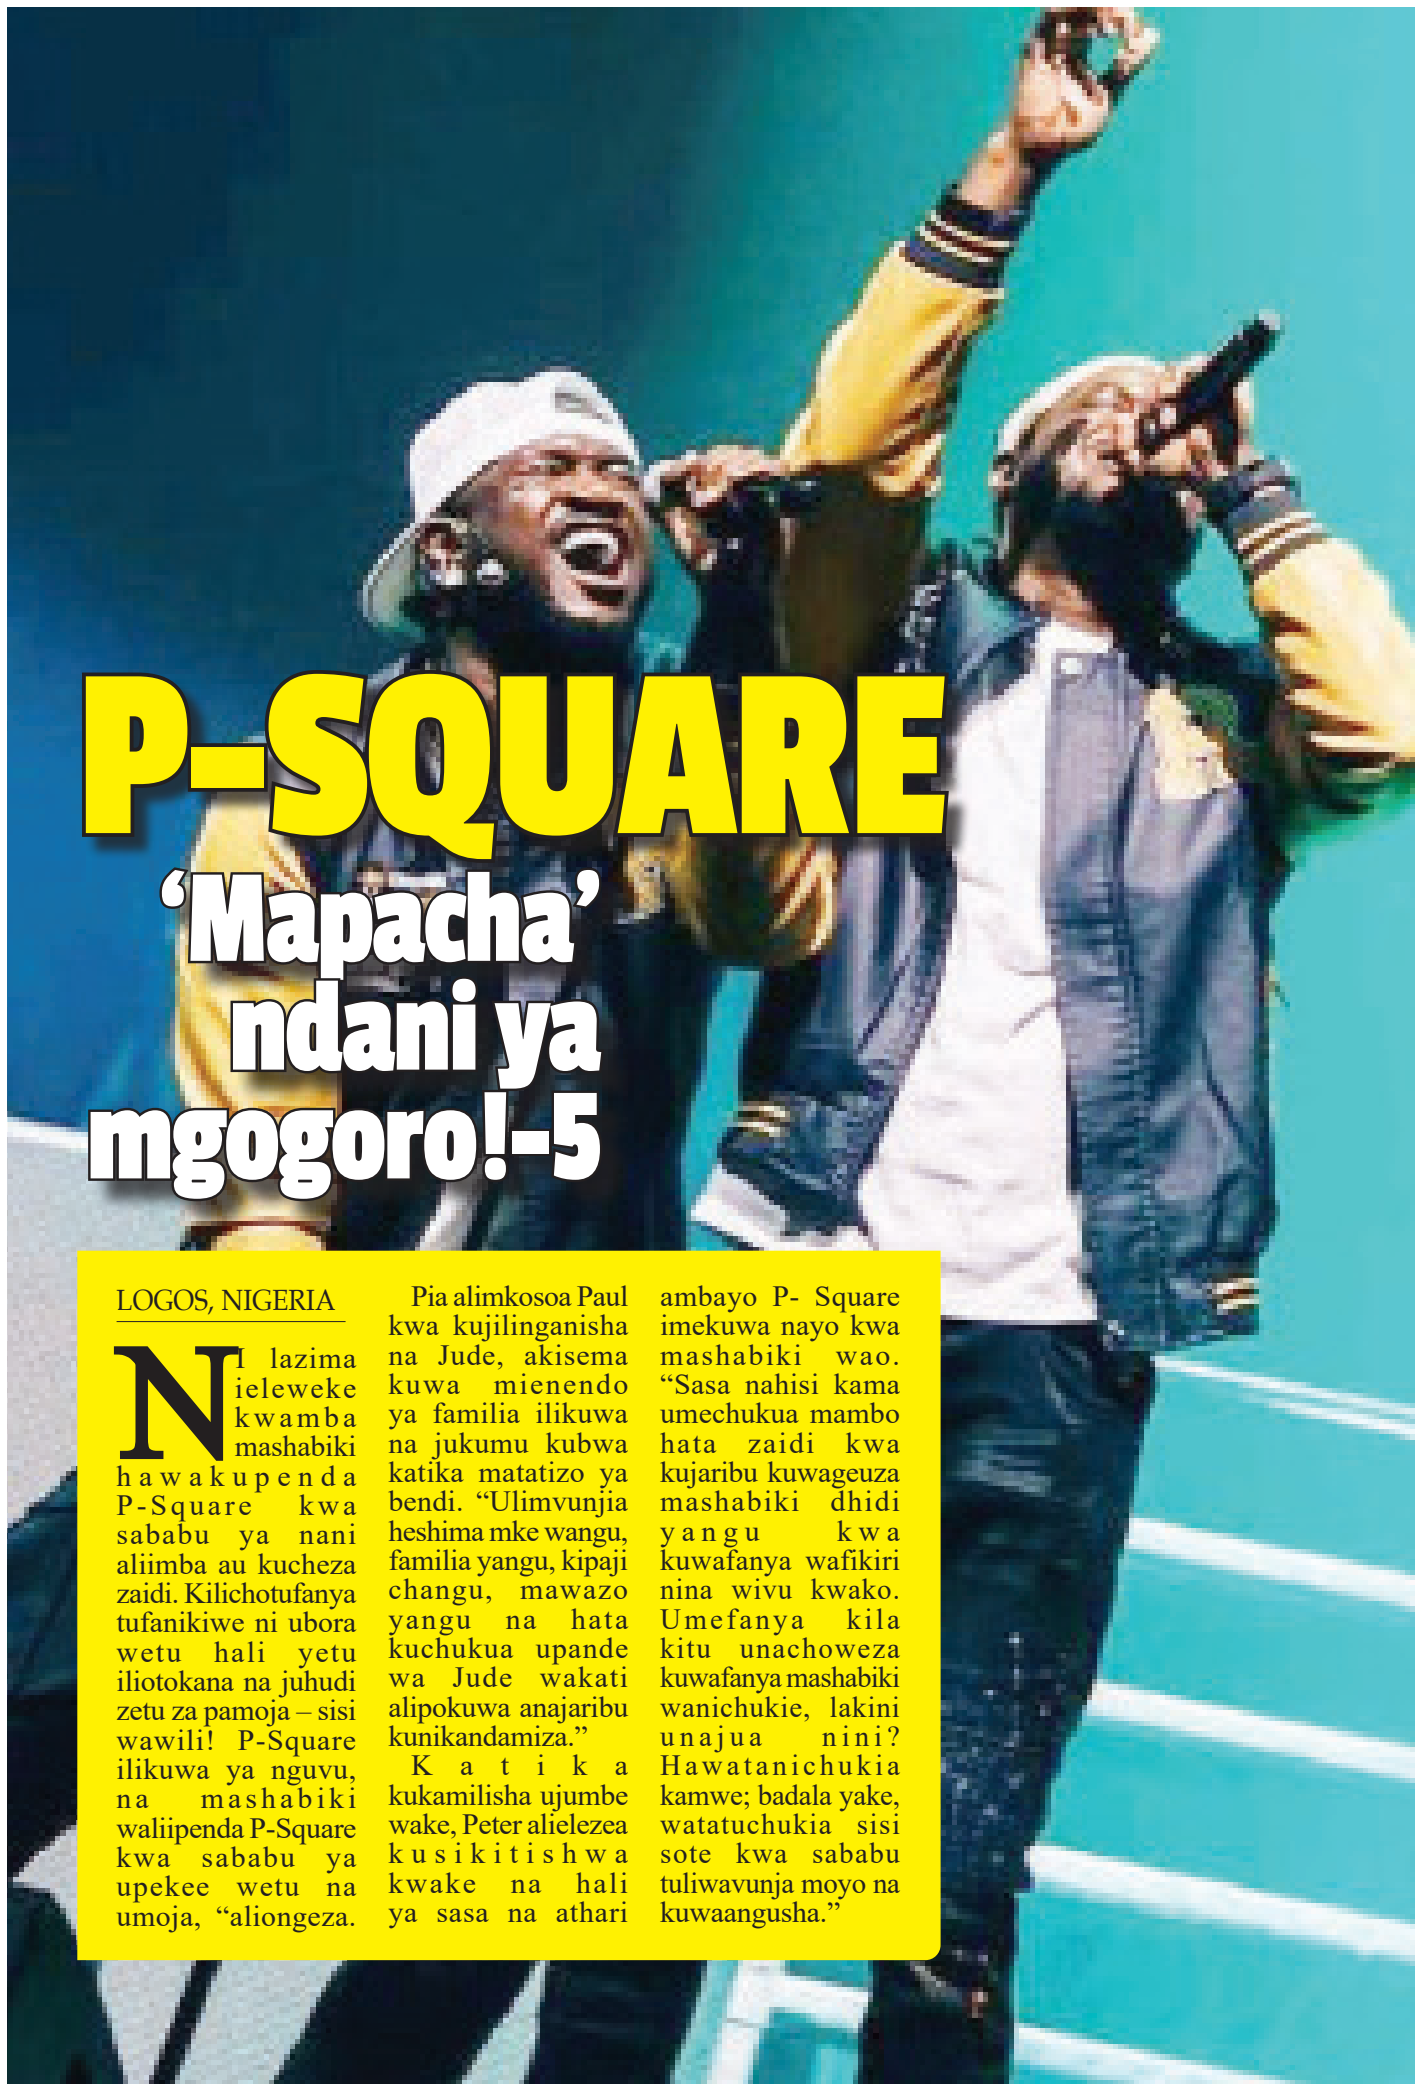 P-SQUARE
‘Mapacha’
ndani ya
mgogoro!-5
LOGOS, NIGERIA
NI lazima
ieleweke
kwamba
mashabiki
hawakupenda
P-Square kwa
sababu ya nani
aliimba au kucheza
zaidi. Kilichotufanya
tufanikiwe ni ubora
wetu hali yetu
iliotokana na juhudi
zetu za pamoja – sisi
wawili! P-Square
ilikuwa ya nguvu,
na mashabiki
waliipenda P-Square
kwa sababu ya
upekee wetu na
umoja, “aliongeza.
Pia alimkosoa Paul
kwa kujilinganisha
na Jude, akisema
kuwa mienendo
ya familia ilikuwa
na jukumu kubwa
katika matatizo ya
bendi. “Ulimvunjia
heshima mke wangu,
familia yangu, kipaji
changu, mawazo
yangu na hata
kuchukua upande
wa Jude wakati
alipokuwa anajaribu
kunikandamiza.”
Katika
kukamilisha ujumbe
wake, Peter alielezea
kusikitishwa
kwake na hali
ya sasa na athari
ambayo P- Square
imekuwa nayo kwa
mashabiki wao.
“Sasa nahisi kama
umechukua mambo
hata zaidi kwa
kujaribu kuwageuza
mashabiki dhidi
yangu kwa
kuwafanya wafikiri
nina wivu kwako.
Umefanya kila
kitu unachoweza
kuwafanya mashabiki
wanichukie, lakini
unajua nini?
Hawatanichukia
kamwe; badala yake,
watatuchukia sisi
sote kwa sababu
tuliwavunja moyo na
kuwaangusha.”